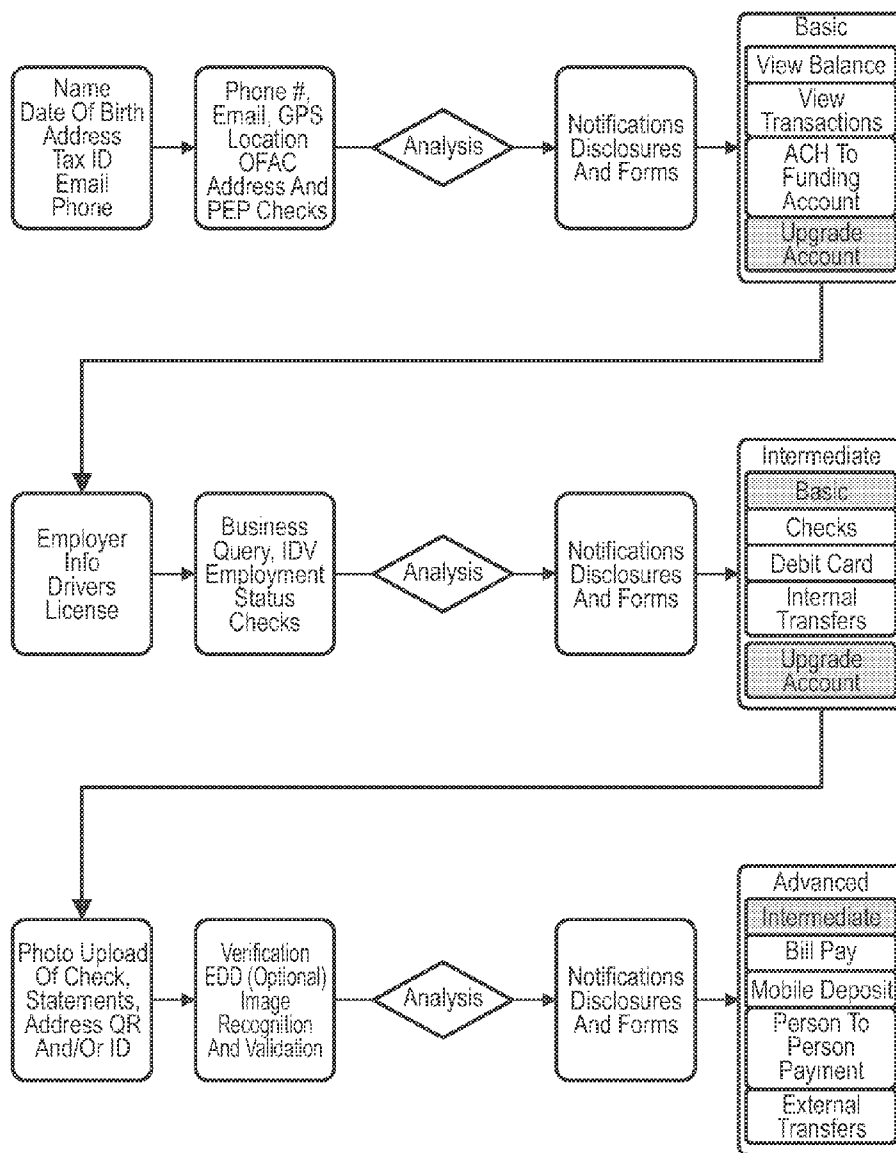 Name
Date Of Birth
Address
Tax ID
Email
Phone
Phone #,
Email, GPS
Location
OFAC
Address And
PEP Checks
Analysis
Notifications
Disclosures
And Forms
Basic
View Balance
View
Transactions
ACH To
Funding
Account
Upgrade
Account
Employer
Info
Drivers
License
Business
Query, IDV
Employment
Status
Checks
Analysis
Notifications
Disclosures
And Forms
Intermediate
Basic
Checks
Debit Card
Internal
Transfers
Upgrade
Account
Photo Upload
Of Check,
Statements,
Address QR
And/Or ID
Verification
EDD (Optional)
Image
Recognition
And Validation
Analysis
Notifications
Disclosures
And Forms
Advanced
Intermediate
Bill Pay
Mobile Deposit
Person To
Person
Payment
External
Transfers